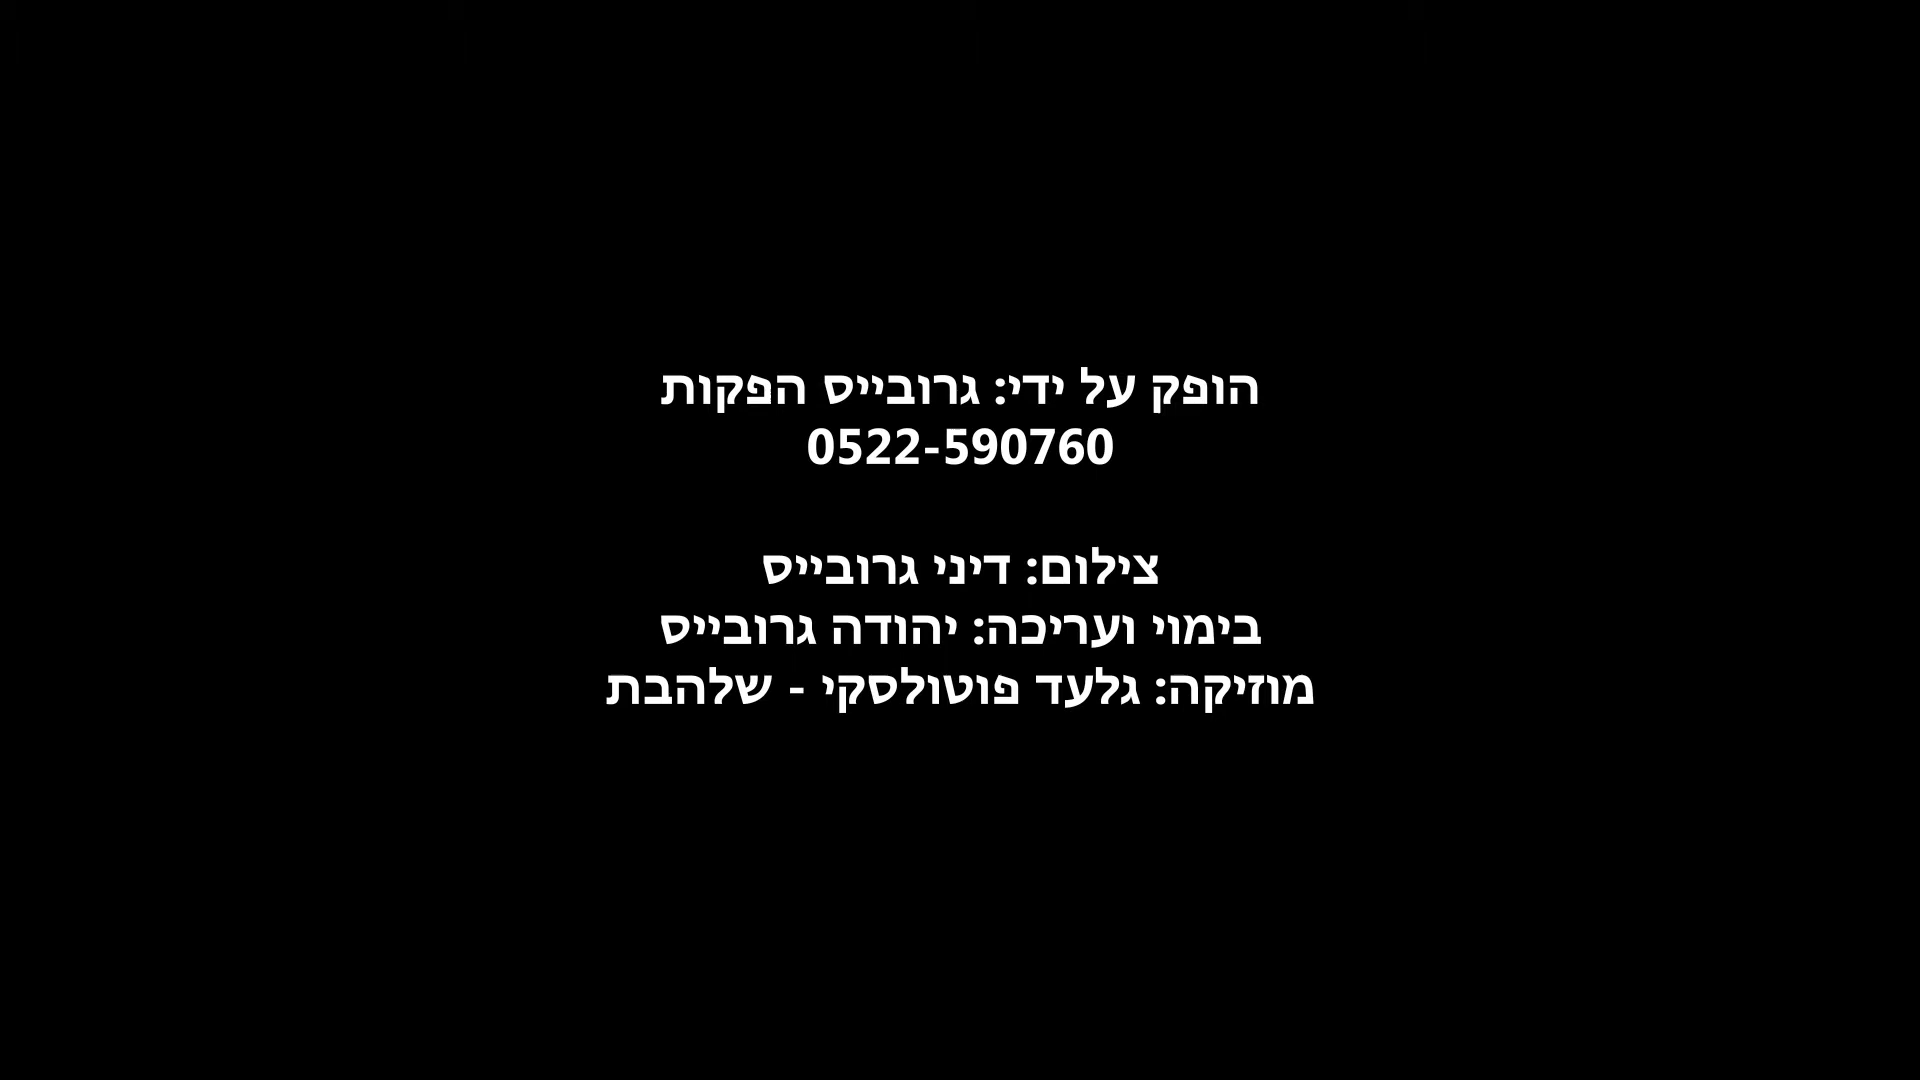 הופק על ידי: גרובייס הפקות
0522-590760
צילום: דיני גרובייס
בימוי ועריכה: יהודה גרובייס
מוזיקה: גלעד פוטולסקי - שלהבת